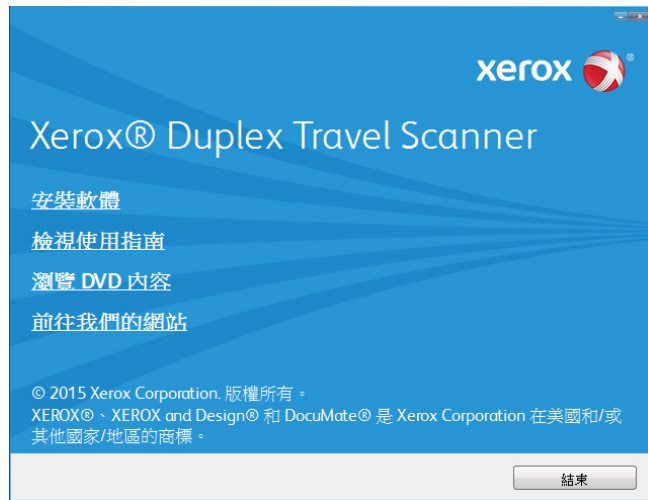 xerox ®
Xerox® Duplex Travel Scanner
安裝軟體
檢視使用指南
瀏覽 DVD 內容
前往我們的網站
© 2015 Xerox Corporation. 版權所有。
XEROX®、XEROX and Design® 和 DocuMate® 是 Xerox Corporation 在美國和/或
其他國家/地區的商標。
結束